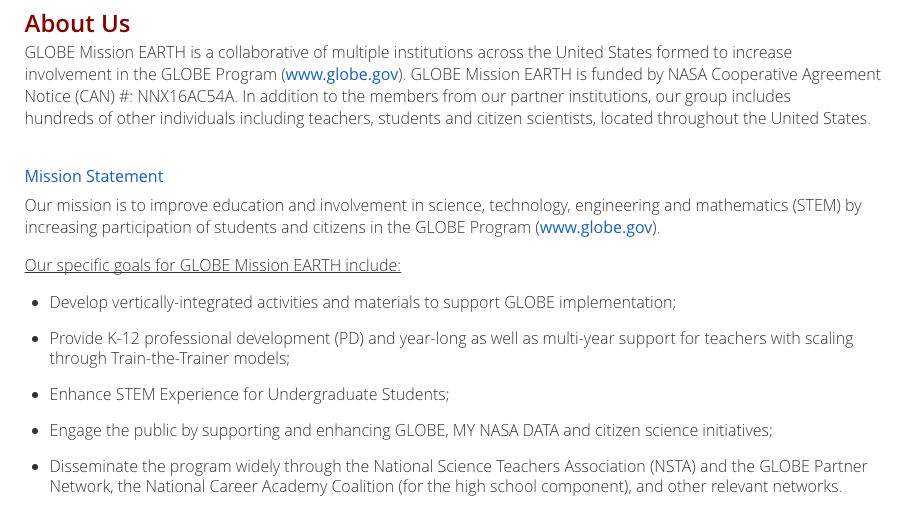 About Us
GLOBE Mission EARTH is a collaborative of multiple institutions across the United States formed to increase
involvement in the GLOBE Program (www.globe.gov). GLOBE Mission EARTH is funded by NASA Cooperative Agreement
Notice (CAN) #: NNX16AC54A. In addition to the members from our partner institutions, our group includes
hundreds of other individuals including teachers, students and citizen scientists, located throughout the United States.
Mission Statement
Our mission is to improve education and involvement in science, technology, engineering and mathematics (STEM) by
increasing participation of students and citizens in the GLOBE Program (www.globe.gov).
Our specific goals for GLOBE Mission EARTH include:
• Develop vertically-integrated activities and materials to support GLOBE implementation;
• Provide K-12 professional development (PD) and year-long as well as multi-year support for teachers with scaling
through Train-the-Trainer models;
• Enhance STEM Experience for Undergraduate Students;
• Engage the public by supporting and enhancing GLOBE, MY NASA DATA and citizen science initiatives;
• Disseminate the program widely through the National Science Teachers Association (NSTA) and the GLOBE Partner
Network, the National Career Academy Coalition (for the high school component), and other relevant networks.